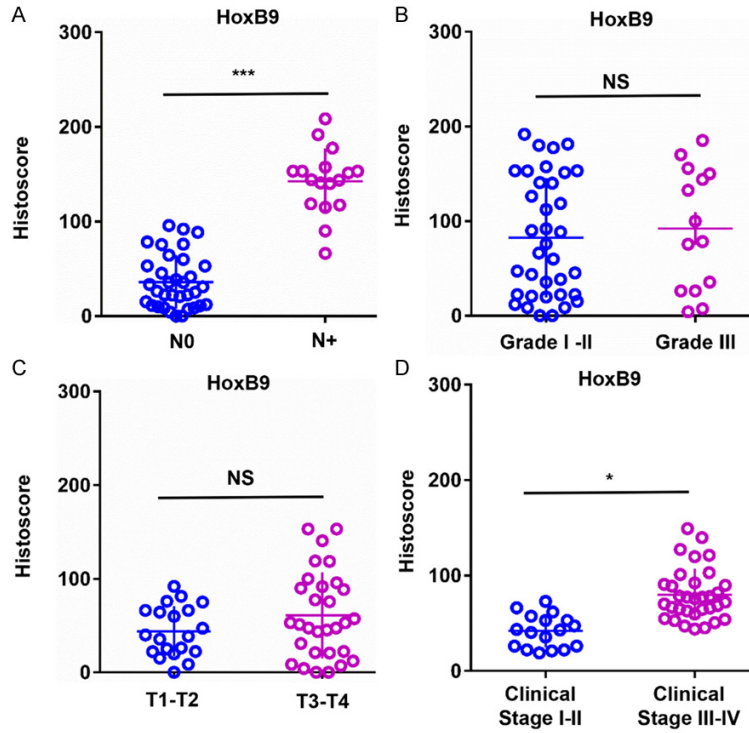 A
HoxB9
300
200
100
0
Histoscore
***
N0
N+
B
HoxB9
300
200
100
0
Histoscore
NS
Grade I -II
Grade III
C
HoxB9
300
200
100
0
Histoscore
NS
T1-T2
T3-T4
D
HoxB9
300
200
100
0
Histoscore
*
Clinical
Stage I-II
Clinical
Stage III-IV